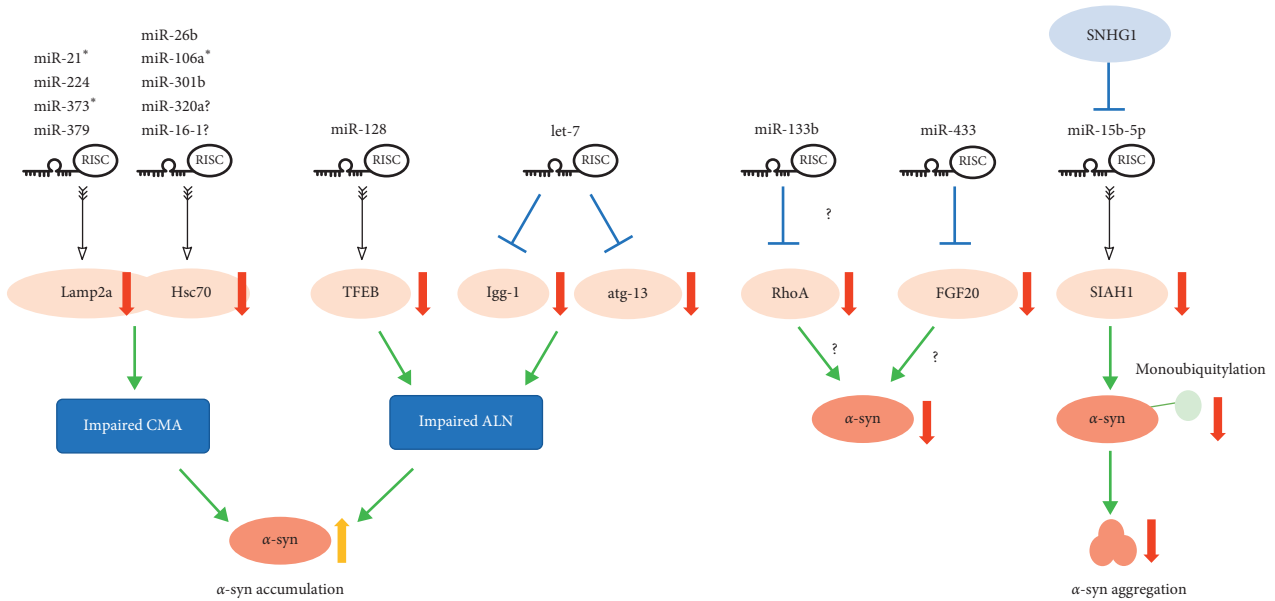 miR-21*
miR-224
miR-373*
miR-379
RISC
miR-26b
miR-106a*
miR-301b
miR-320a?
miR-16-1?
RISC
miR-128
RISC
let-7
RISC
miR-133b
RISC
?
miR-433
RISC
SNHG1
miR-15b-5p
RISC
Lamp2a
Hsc70
TFEB
Igg-1
atg-13
RhoA
FGF20
SIAH1
?
?
Monoubiquitylation
Impaired CMA
Impaired ALN
α-syn
α-syn
α-syn
α-syn accumulation
α-syn aggregation